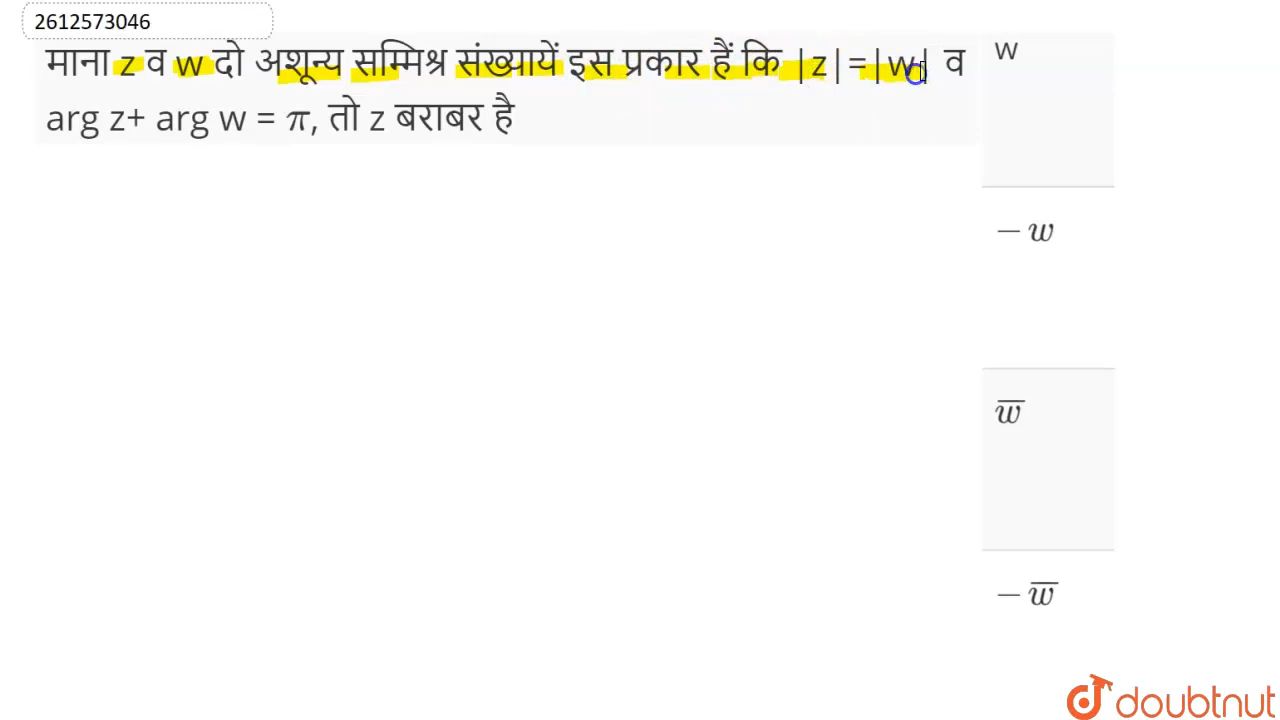 2612573046
माना z व w दो अशून्य सम्मिश्र संख्यायें इस प्रकार हैं कि |z|=|w| व
arg z+ arg w = π, तो z बराबर है
w
−w
w̅
−w̅
doubtnut